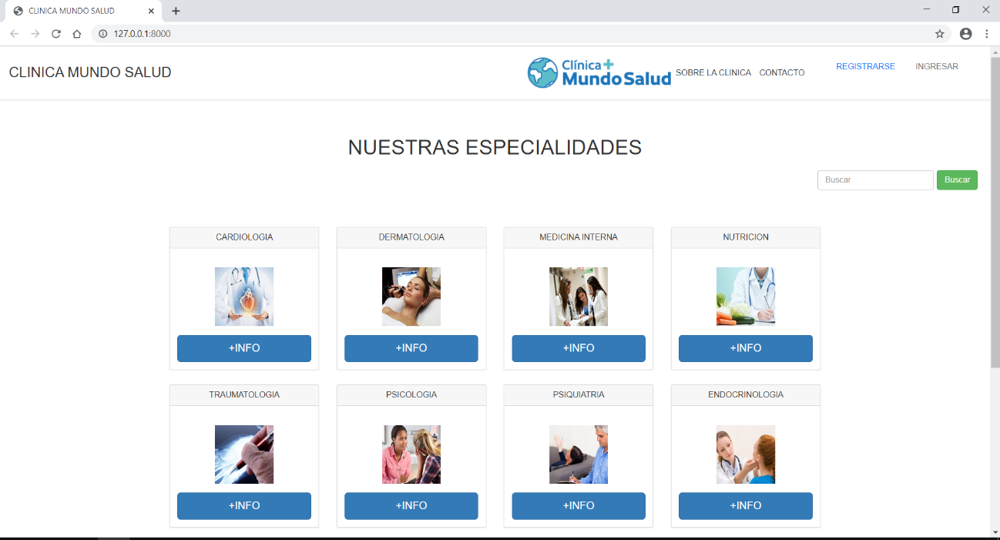 CLINICA MUNDO SALUD
127.0.0.1:8000
CLINICA MUNDO SALUD
Clínica
MundoSalud
SOBRE LA CLINICA CONTACTO
REGISTRARSE INGRESAR
NUESTRAS ESPECIALIDADES
Buscar Buscar
CARDIOLOGIA DERMATOLOGIA MEDICINA INTERNA NUTRICION
+INFO +INFO +INFO +INFO
TRAUMATOLOGIA PSICOLOGIA PSIQUIATRIA ENDOCRINOLOGIA
+INFO +INFO +INFO +INFO